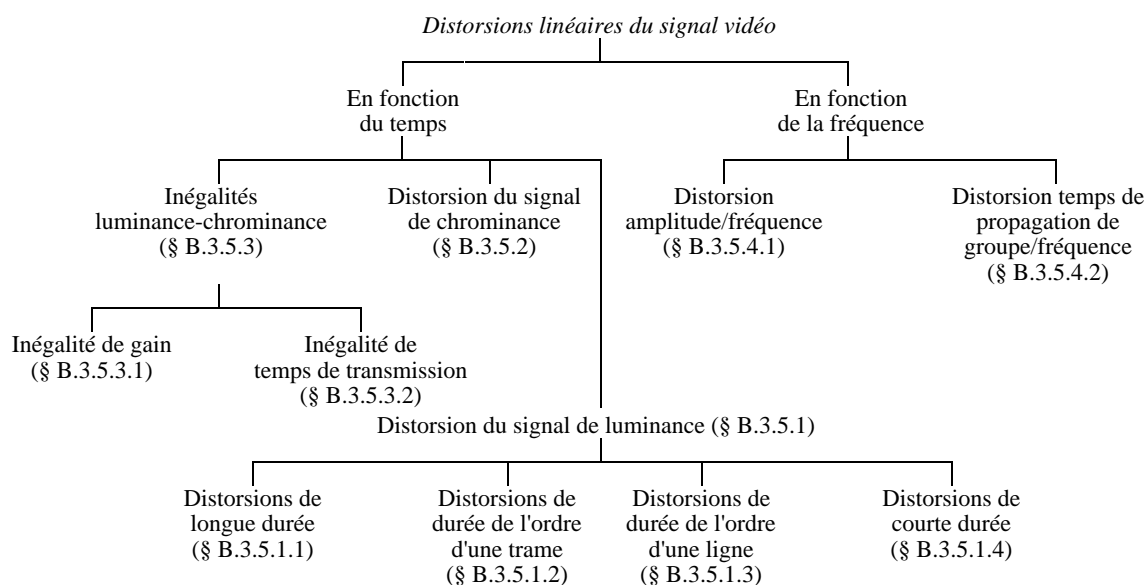 Distorsions linéaires du signal vidéo
En fonction
du temps
En fonction
de la fréquence
Inégalités
luminance-chrominance
(§ B.3.5.3)
Distorsion du signal
de chrominance
(§ B.3.5.2)
Distorsion
amplitude/fréquence
(§ B.3.5.4.1)
Distorsion temps de
propagation de
groupe/fréquence
(§ B.3.5.4.2)
Inégalité de gain
(§ B.3.5.3.1)
Inégalité de
temps de transmission
(§ B.3.5.3.2)
Distorsion du signal de luminance (§ B.3.5.1)
Distorsions de
longue durée
(§ B.3.5.1.1)
Distorsions de
durée de l'ordre
d'une trame
(§ B.3.5.1.2)
Distorsions de
durée de l'ordre
d'une ligne
(§ B.3.5.1.3)
Distorsions de
courte durée
(§ B.3.5.1.4)